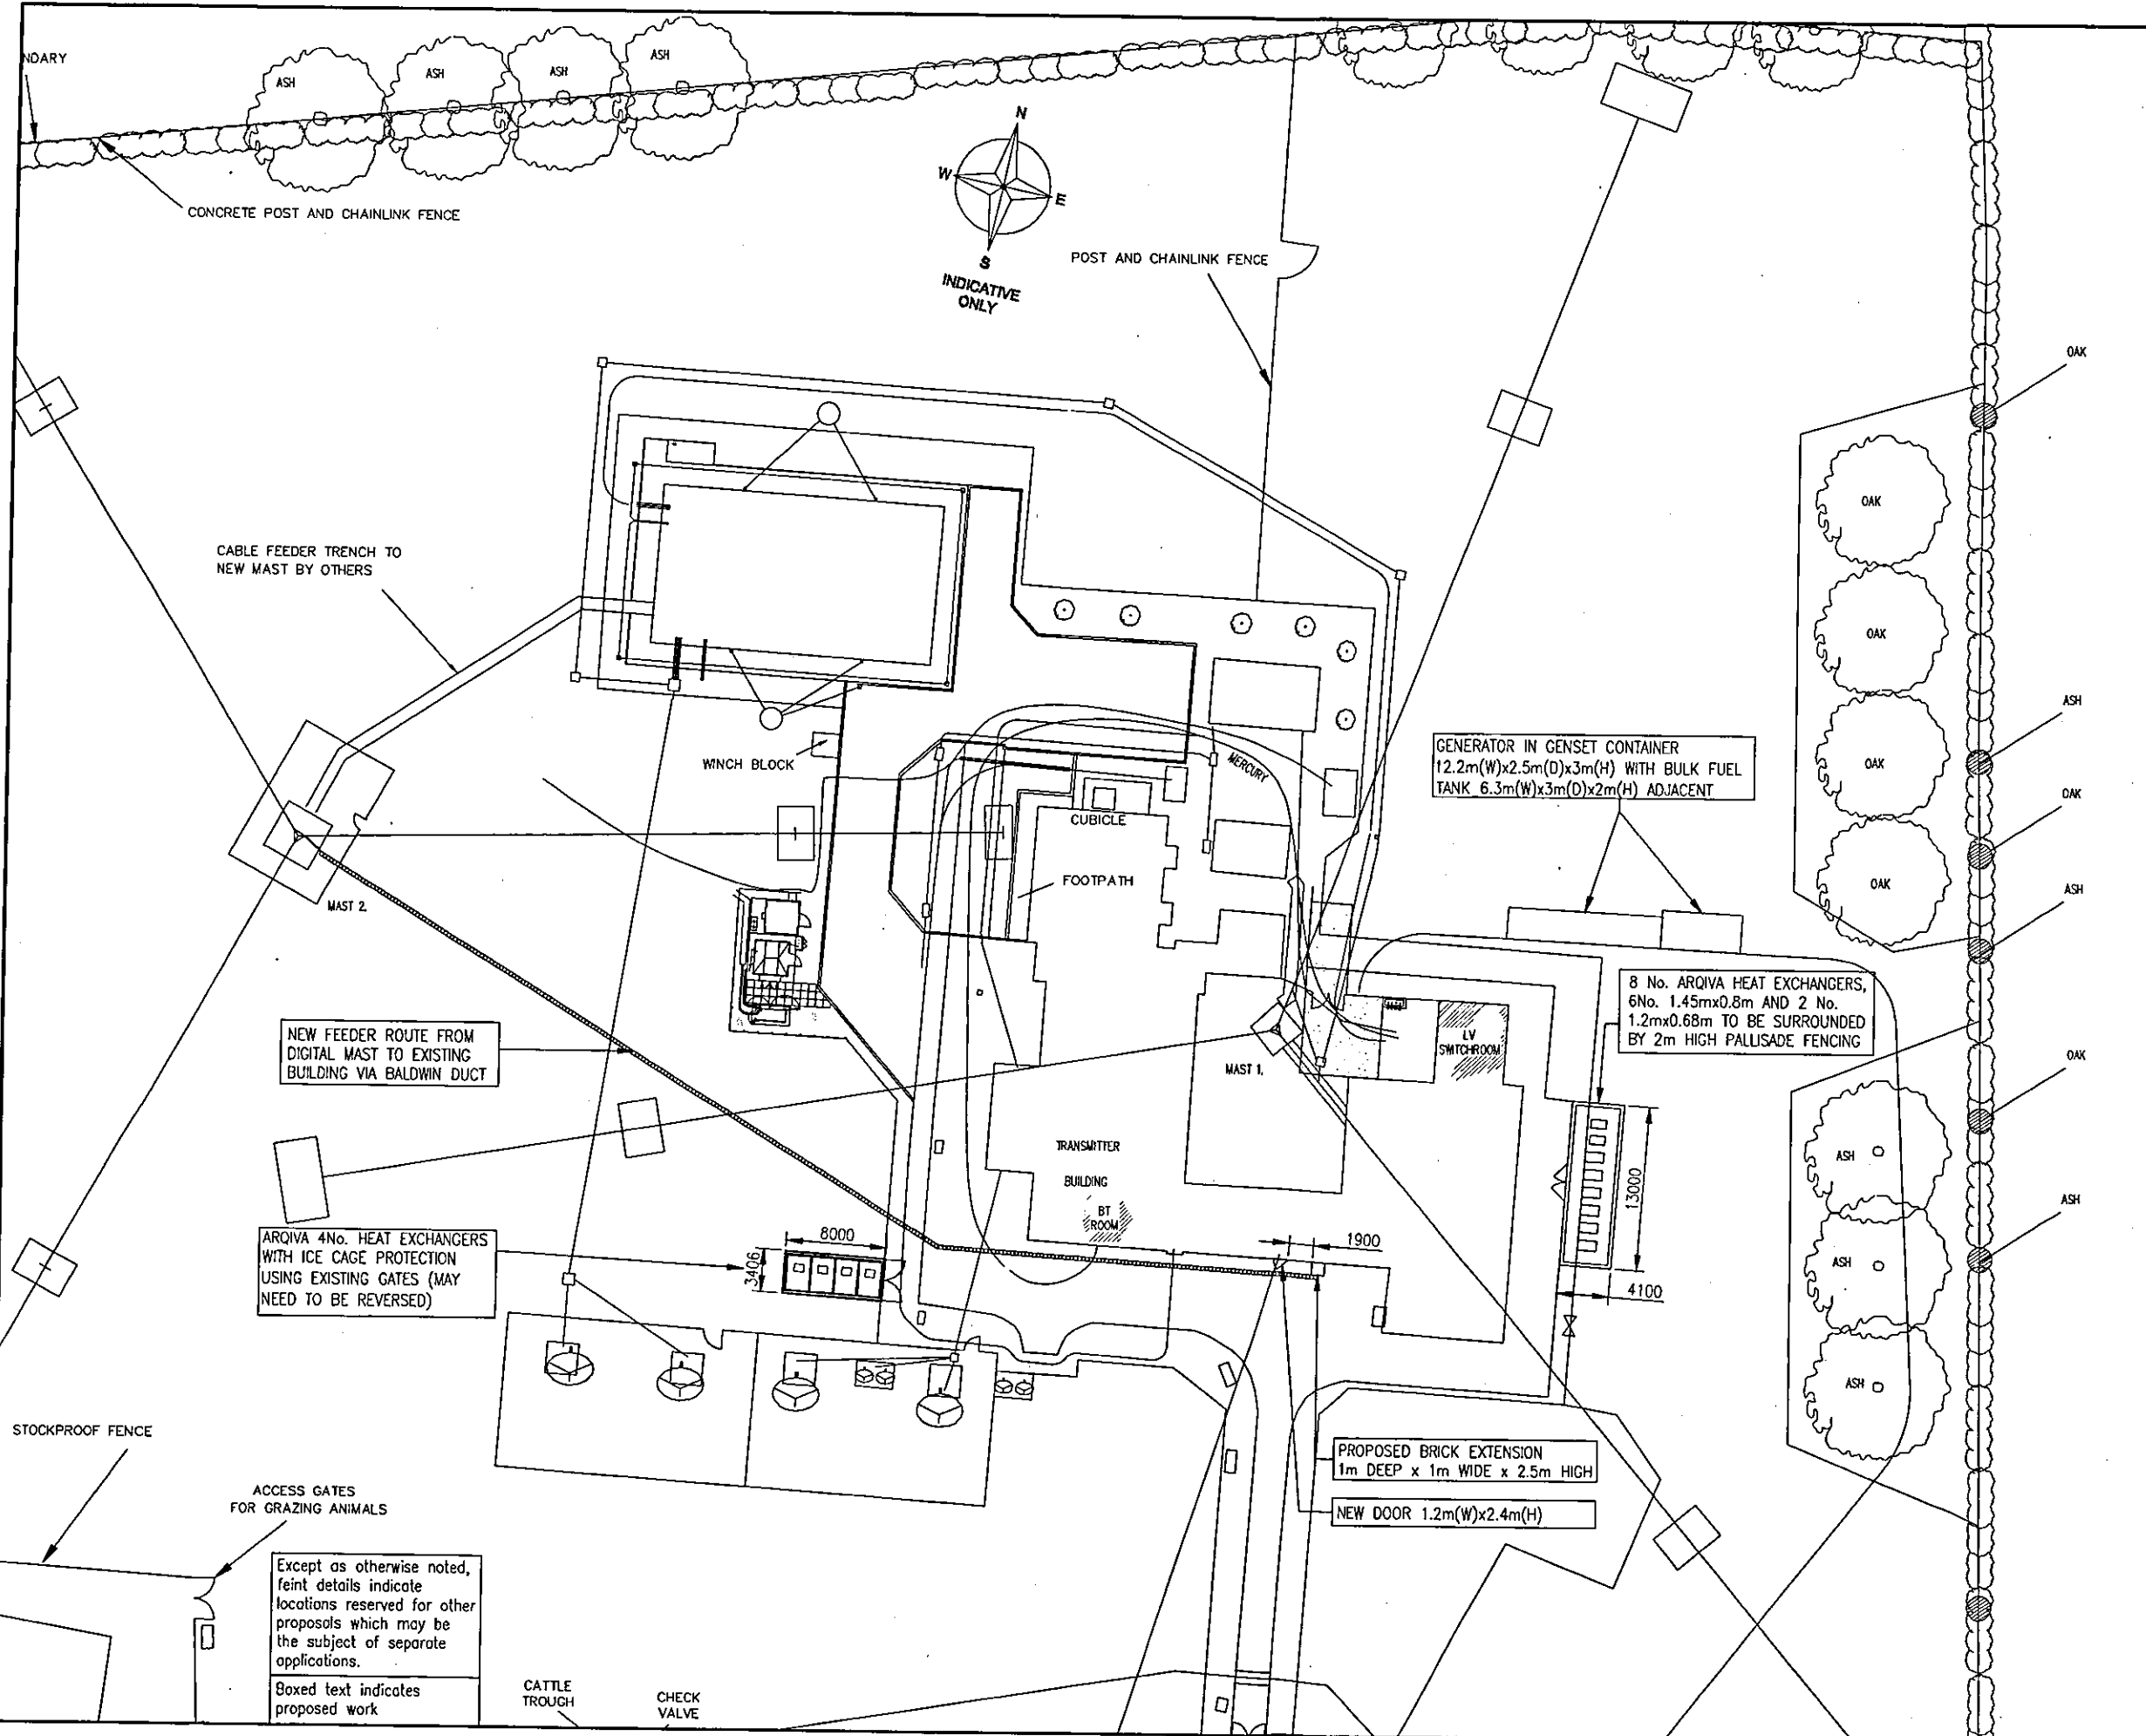 NDARY
ASH
ASH
ASH
ASH
CONCRETE POST AND CHAINLINK FENCE
N
W
E
S
INDICATIVE
ONLY
POST AND CHAINLINK FENCE
OAK
OAK
OAK
OAK
OAK
ASH
OAK
ASH
OAK
ASH
CABLE FEEDER TRENCH TO
NEW MAST BY OTHERS
WINCH BLOCK
MERCURY
CUBICLE
FOOTPATH
GENERATOR IN GENSET CONTAINER
12.2m(W)x2.5m(D)x3m(H) WITH BULK FUEL
TANK 6.3m(W)x3m(D)x2m(H) ADJACENT
MAST 2.
8 No. ARQIVA HEAT EXCHANGERS,
6No. 1.45mx0.8m AND 2 No.
1.2mx0.68m TO BE SURROUNDED
BY 2m HIGH PALLISADE FENCING
NEW FEEDER ROUTE FROM
DIGITAL MAST TO EXISTING
BUILDING VIA BALDWIN DUCT
LV
SWITCHROOM
MAST 1.
TRANSMITTER
BUILDING
BT
ROOM
13000
4100
1900
8000
3406
ARQIVA 4No. HEAT EXCHANGERS
WITH ICE CAGE PROTECTION
USING EXISTING GATES (MAY
NEED TO BE REVERSED)
ASH
ASH
ASH
STOCKPROOF FENCE
ACCESS GATES
FOR GRAZING ANIMALS
PROPOSED BRICK EXTENSION
1m DEEP x 1m WIDE x 2.5m HIGH
NEW DOOR 1.2m(W)x2.4m(H)
Except as otherwise noted,
feint details indicate
locations reserved for other
proposals which may be
the subject of separate
applications.
Boxed text indicates
proposed work
CATTLE
TROUGH
CHECK
VALVE